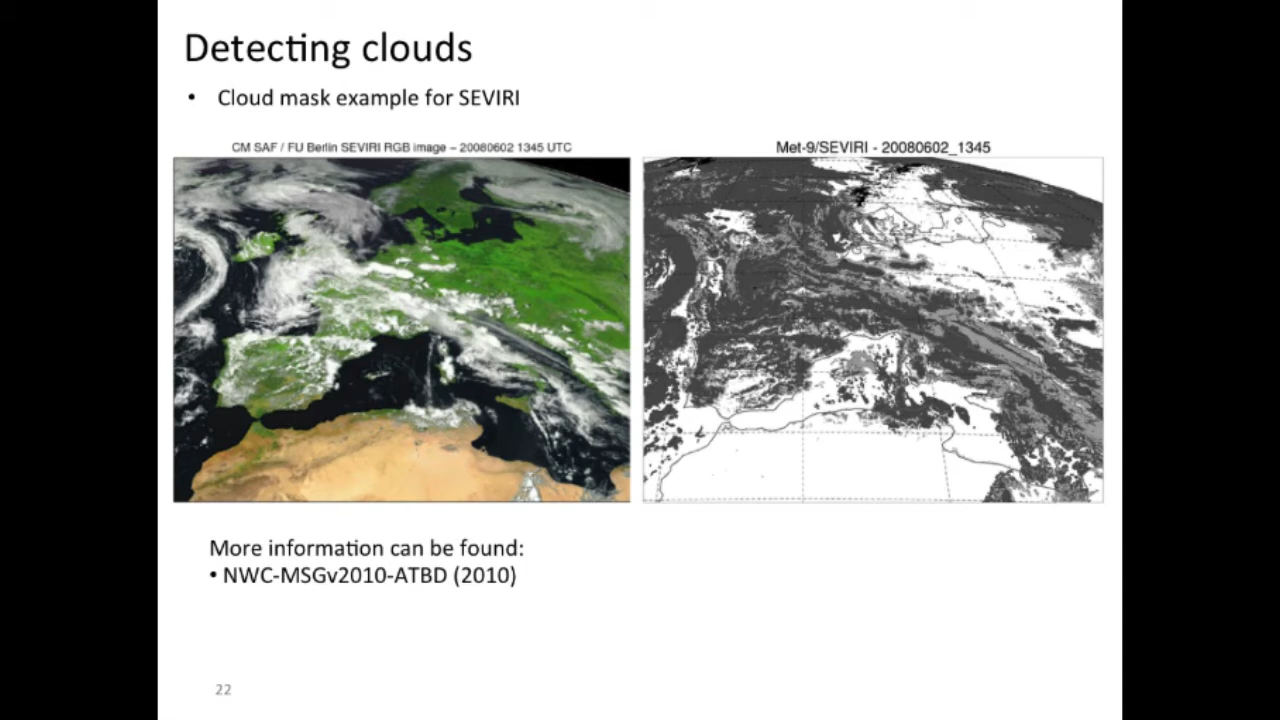 Detecting clouds
• Cloud mask example for SEVIRI
CM SAF / FU Berlin SEVIRI RGB image – 20080602 1345 UTC
Met-9/SEVIRI - 20080602_1345
More information can be found:
• NWC-MSGv2010-ATBD (2010)
22